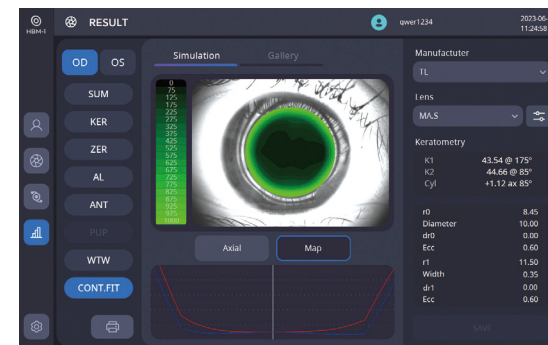 HBM-1
RESULT
qwer1234
2023-06-
11:24:58
OD OS
SUM
KER
ZER
AL
ANT
PUP
WTW
CONT.FIT
Simulation Gallery
0
75
125
175
225
275
325
375
425
525
575
625
675
725
775
825
875
925
975
1000
Axial Map
Manufactuter
TL
Lens
MA.S
Keratometry
K1 43.54 @ 175°
K2 44.66 @ 85°
Cyl +1.12 ax 85°
r0 8.45
Diameter 10.00
dr0 0.00
Ecc 0.60
r1 11.50
Width 0.35
dr1 0.00
Ecc 0.60
SAVE